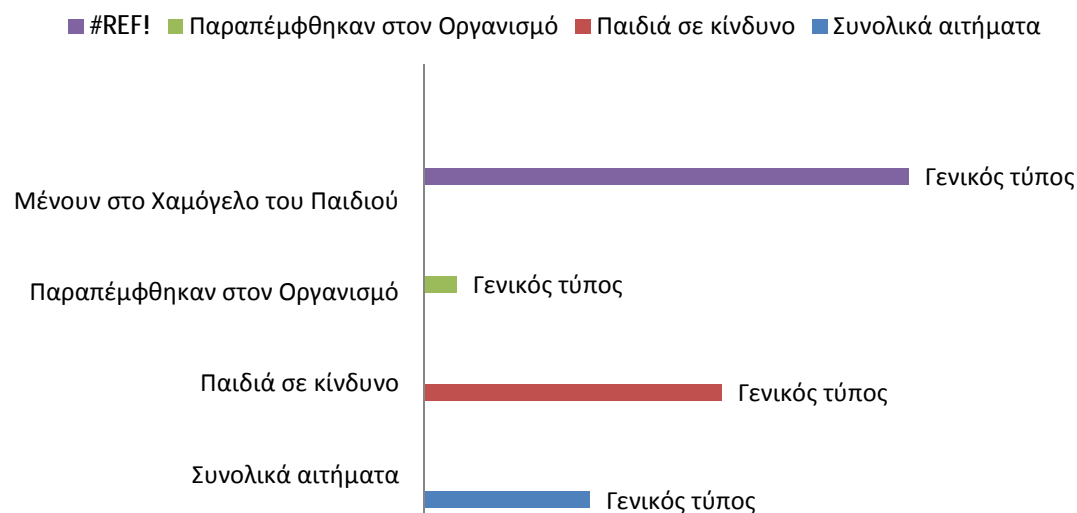 #REF! Παραπέμφθηκαν στον Οργανισμό Παιδιά σε κίνδυνο Συνολικά αιτήματα
Γενικός τύπος
Μένουν στο Χαμόγελο του Παιδιού
Παραπέμφθηκαν στον Οργανισμό
Γενικός τύπος
Παιδιά σε κίνδυνο
Γενικός τύπος
Συνολικά αιτήματα
Γενικός τύπος